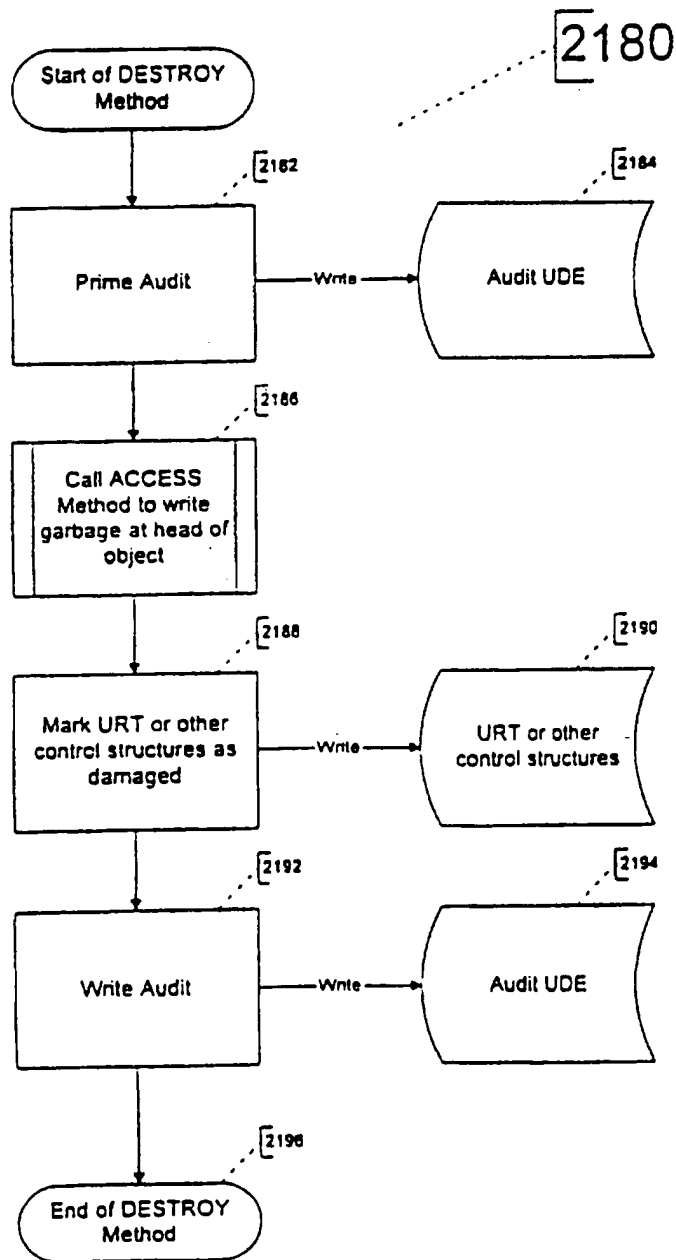 2180
Start of DESTROY
Method
2182
2184
Prime Audit
Write
Audit UDE
2186
Call ACCESS
Method to write
garbage at head of
object
2188
2190
Mark URT or other
control structures as
damaged
Write
URT or other
control structures
2192
2194
Write Audit
Write
Audit UDE
2196
End of DESTROY
Method